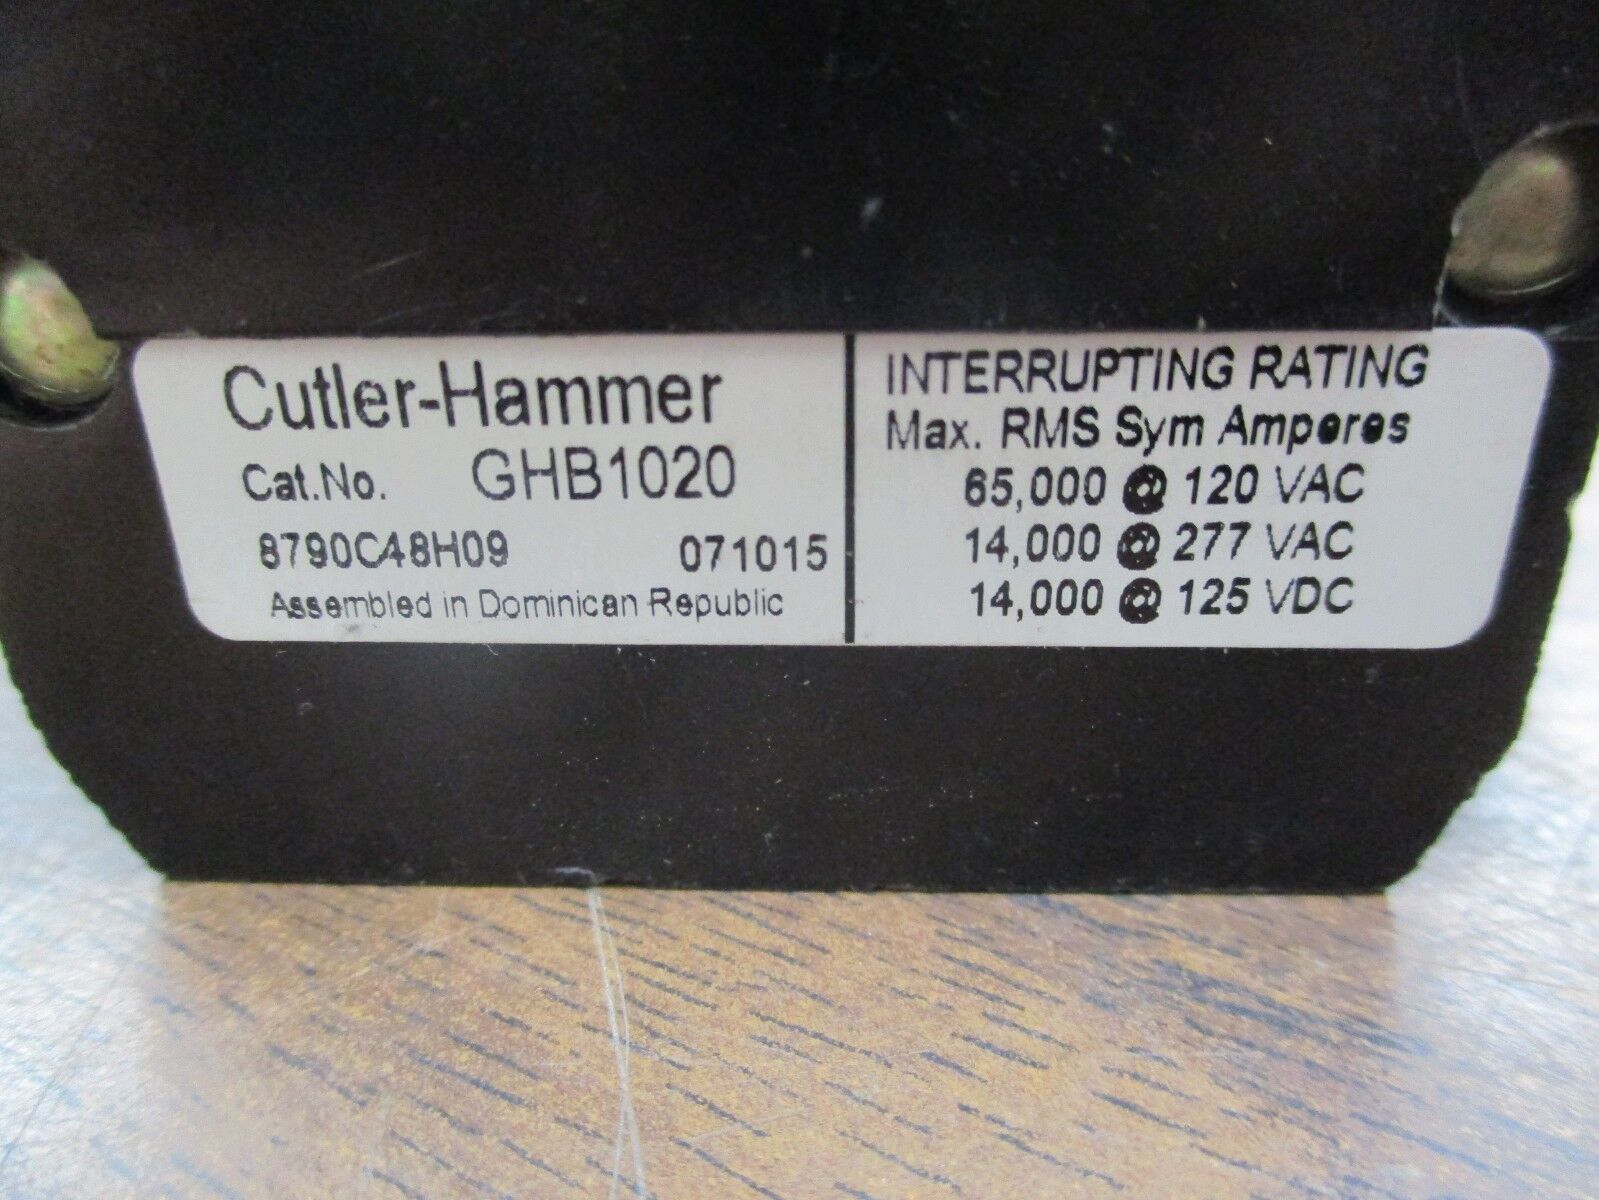 Cutler-Hammer
Cat.No. GHB1020
8790C48H09 071015
Assembled in Dominican Republic
INTERRUPTING RATING
Max. RMS Sym Amperes
65,000 @ 120 VAC
14,000 @ 277 VAC
14,000 @ 125 VDC